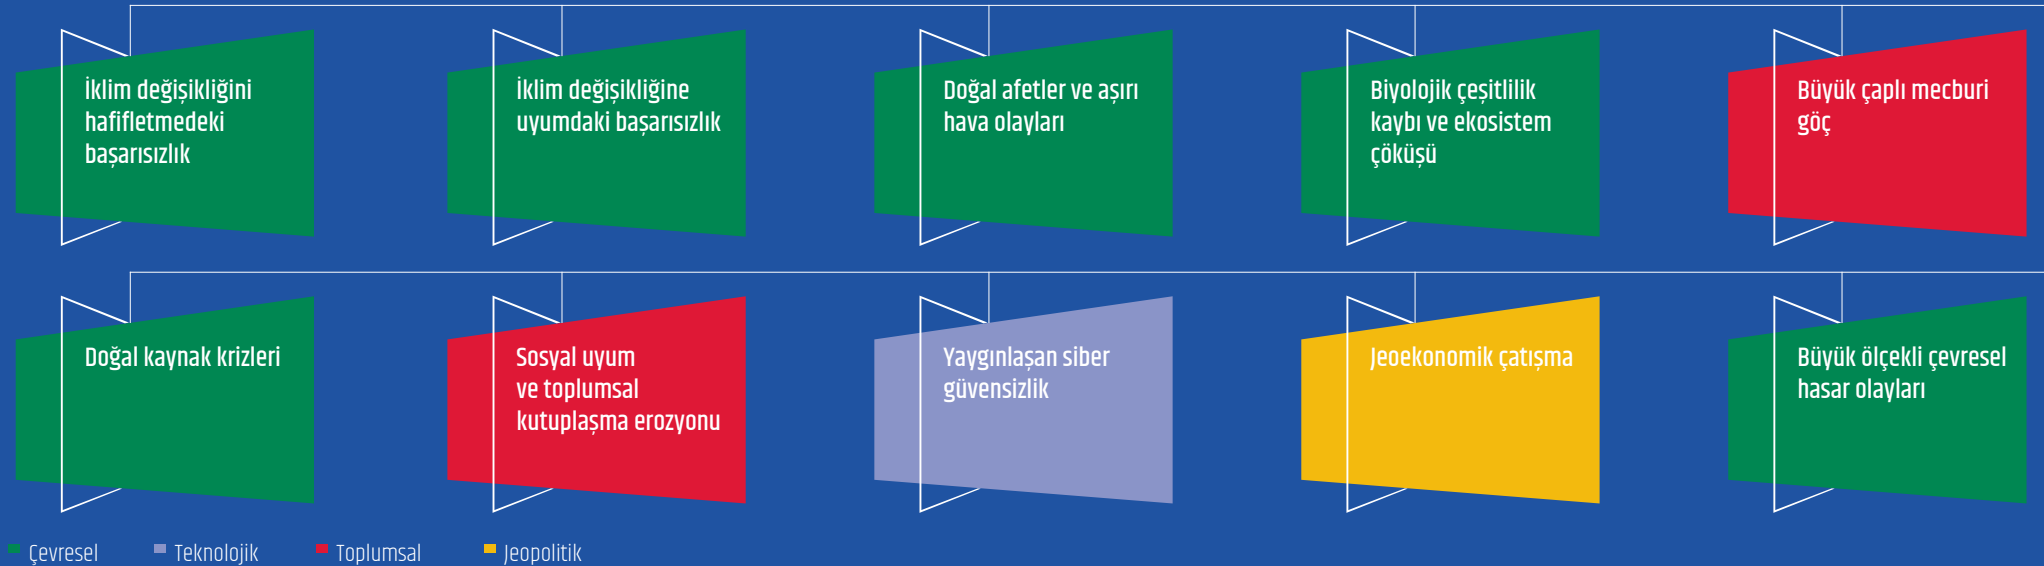 İklim değişikliğini
hafifletmedeki
başarısızlık
İklim değişikliğine
uyumdaki başarısızlık
Doğal afetler ve aşırı
hava olayları
Biyolojik çeşitlilik
kaybı ve ekosistem
çöküşü
Büyük çaplı mecburi
göç
Doğal kaynak krizleri
Sosyal uyum
ve toplumsal
kutuplaşma erozyonu
Yaygınlaşan siber
güvensizlik
Jeoekonomik çatışma
Büyük ölçekli çevresel
hasar olayları
Çevresel
Teknolojik
Toplumsal
Jeopolitik